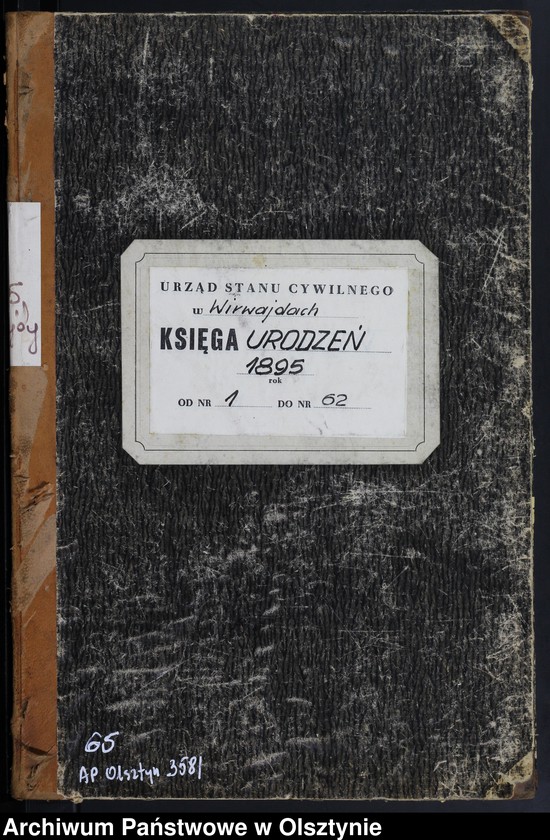 URZĄD STANU CYWILNEGO
w Wirwajdach
KSIĘGA URODZEŃ
1895
rok
OD NR 1 DO NR 62
65
AP. Olsztyn 3581
Archiwum Państwowe w Olsztynie